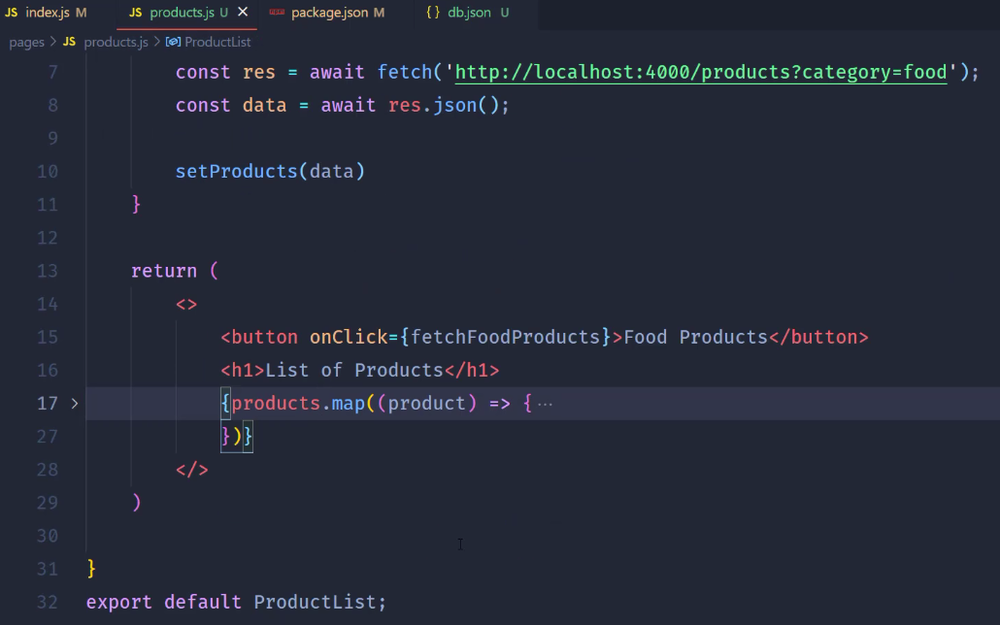 JS index.js M JS products.js U × package.json M {} db.json U
pages > JS products.js > ProductList
7 const res = await fetch('http://localhost:4000/products?category=food');
8 const data = await res.json();
9
10 setProducts(data)
11 }
12
13 return (
14 <>
15 <button onClick={fetchFoodProducts}>Food Products</button>
16 <h1>List of Products</h1>
17 > {products.map((product) => { ···
27 })}
28 </>
29 )
30
31 }
32 export default ProductList;